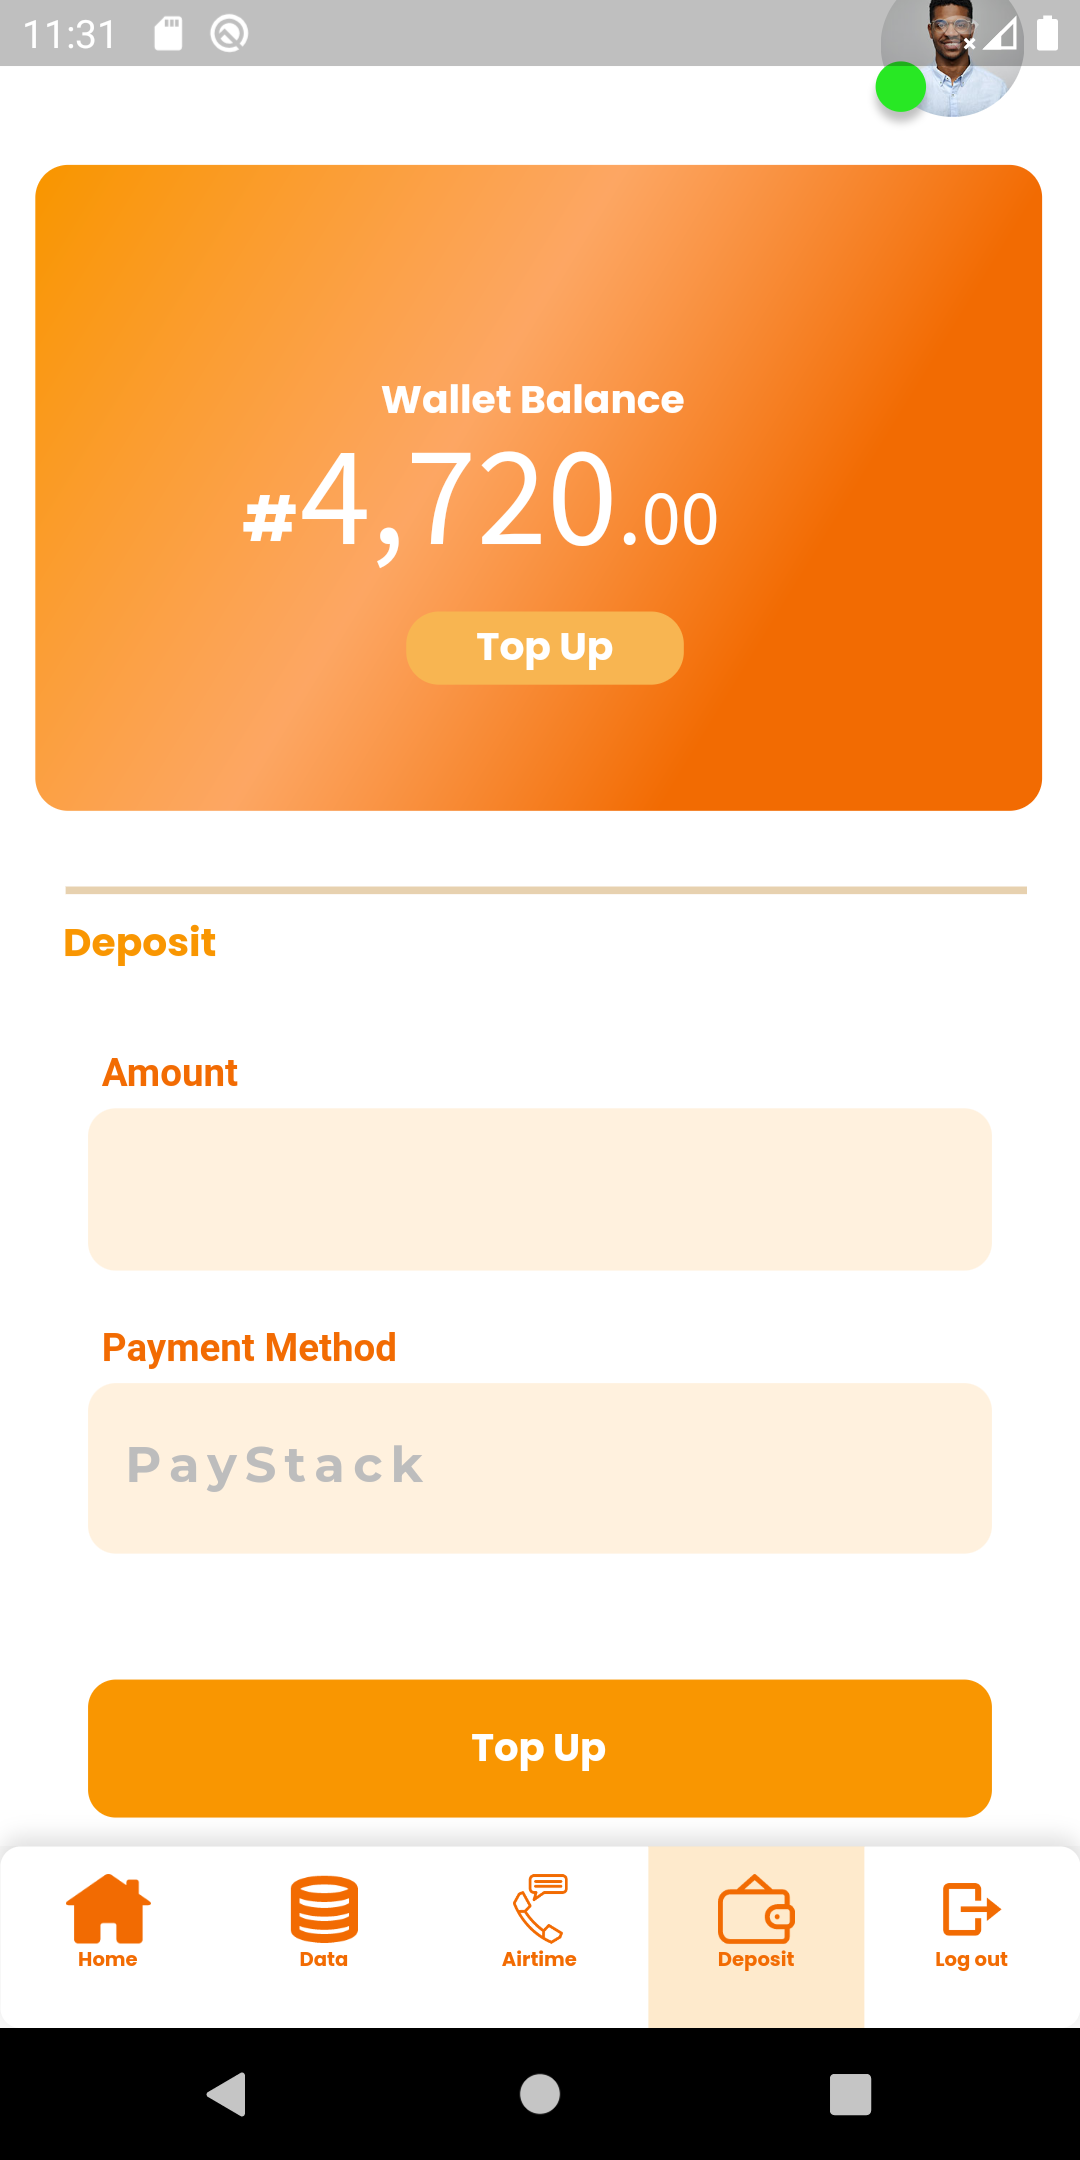 11:31
Wallet Balance
#4,720.00
Top Up
Deposit
Amount
Payment Method
PayStack
Top Up
Home
Data
Airtime
Deposit
Log out